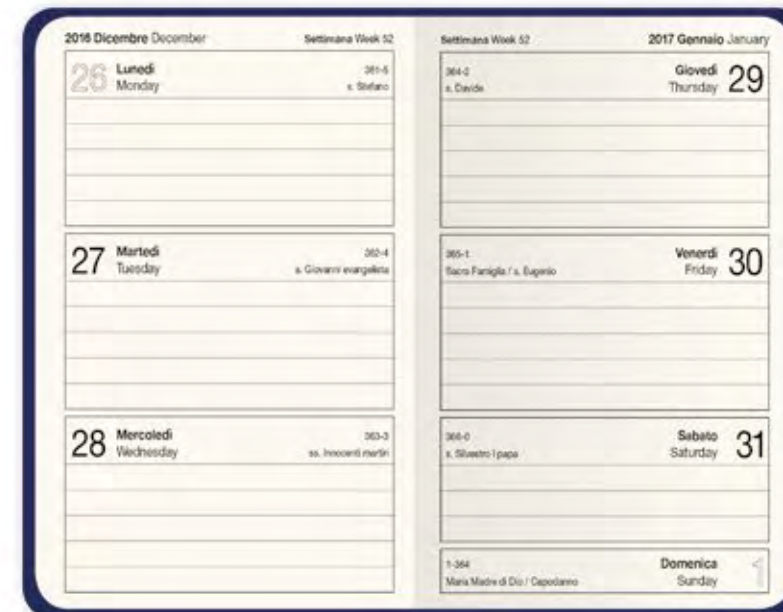 2016 Dicembre December Settimana Week 52
26 Lunedì 361-5
Monday s. Stefano
27 Martedì 362-4
Tuesday s. Giovanni evangelista
28 Mercoledì 363-3
Wednesday ss. Innocenti martiri
Settimana Week 52 2017 Gennaio January
364-2 Giovedì 29
s. Davide Thursday
365-1 Venerdì 30
Sacra Famiglia / s. Eugenio Friday
366-0 Sabato 31
s. Silvestro I papa Saturday
1-364 Domenica 1
Maria Madre di Dio / Capodanno Sunday